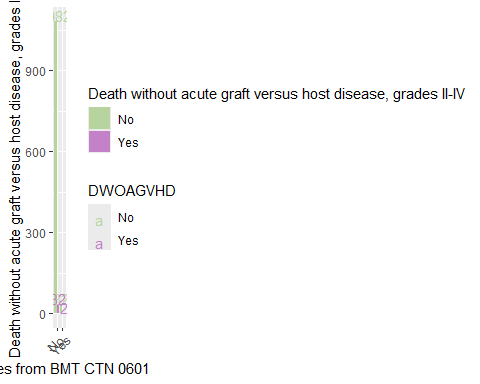 Death without acute graft versus host disease, grades I
900
600
300
0
No
Yes
es from BMT CTN 0601
Death without acute graft versus host disease, grades II-IV
No
Yes
DWOAGVHD
a No
a Yes